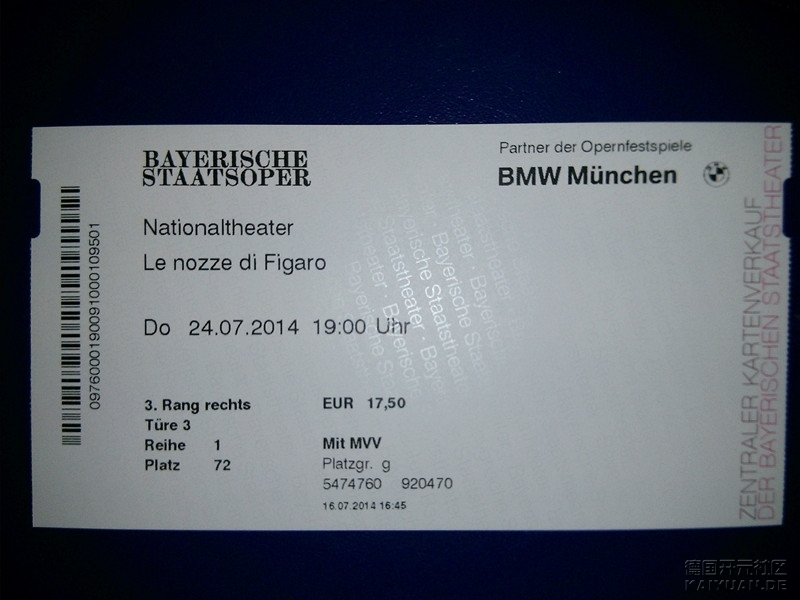 BAYERISCHE
STAATSOPER
Partner der Opernfestspiele
BMW München
Nationaltheater
Le nozze di Figaro
Do 24.07.2014 19:00 Uhr
3. Rang rechts
Türe 3
Reihe 1
Platz 72
EUR 17,50
Mit MVV
Platzgr. g
5474760 920470
16.07.2014 16:45
0976000190091000109501
ZENTRALER KARTENVERKAUF
DER BAYERISCHEN STAATSTHEATER
Staatstheater · Bayerische Staatstheater
德国开元社区
KAIYUAN.DE